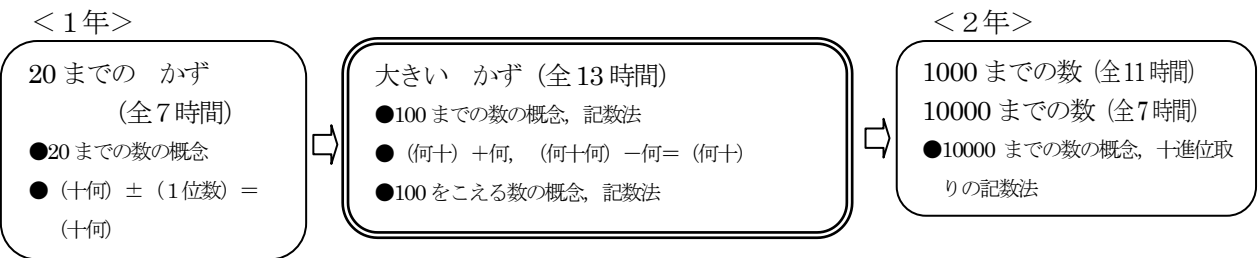 ＜１年＞
20までの　かず
（全７時間）
●20までの数の概念
●（十何）±（１位数）＝
（十何）
大きい　かず（全13時間）
●100までの数の概念，記数法
●（何十）＋何，（何十何）－何＝（何十）
●100をこえる数の概念，記数法
＜２年＞
1000までの数（全11時間）
10000までの数（全7時間）
●10000までの数の概念，十進位取
りの記数法